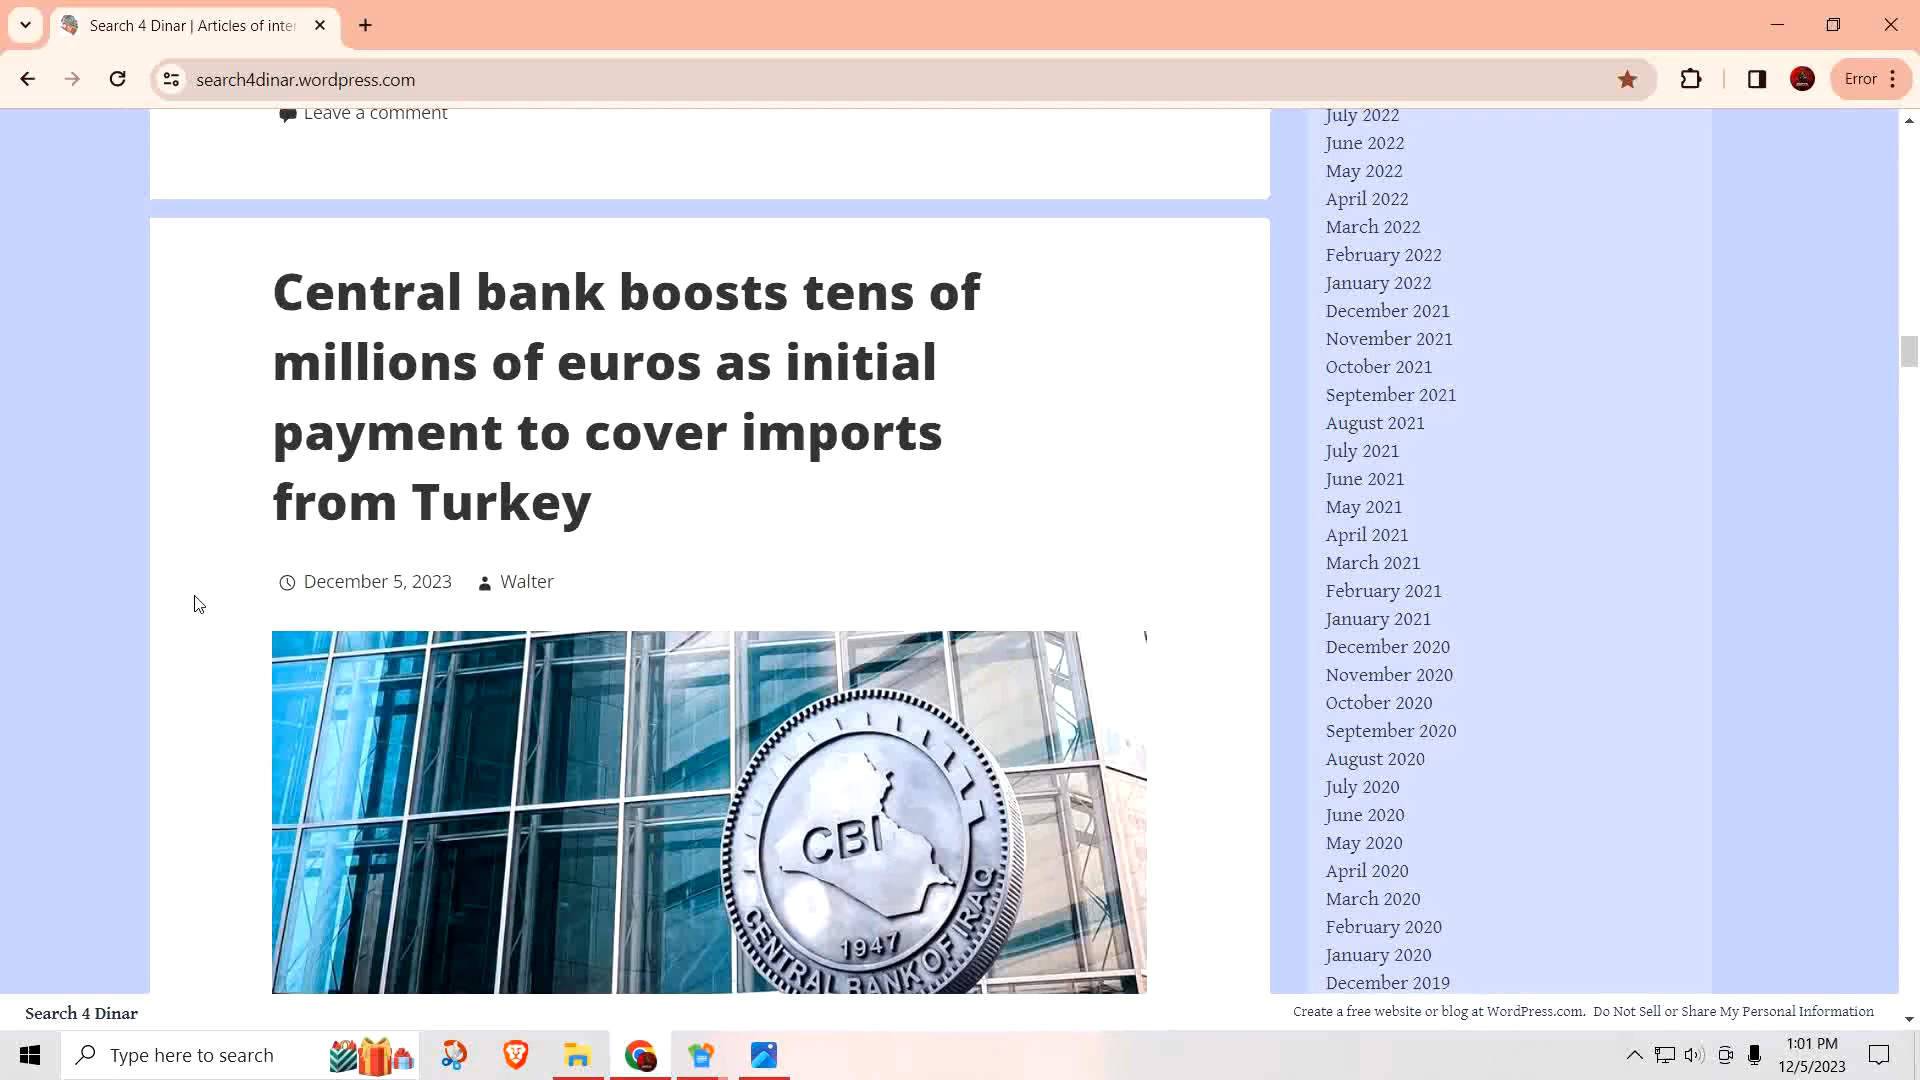 Search 4 Dinar | Articles of inter
search4dinar.wordpress.com
Error
Leave a comment
Central bank boosts tens of
millions of euros as initial
payment to cover imports
from Turkey
December 5, 2023 Walter
CBI
1947
CENTRAL BANK OF IRAQ
July 2022
June 2022
May 2022
April 2022
March 2022
February 2022
January 2022
December 2021
November 2021
October 2021
September 2021
August 2021
July 2021
June 2021
May 2021
April 2021
March 2021
February 2021
January 2021
December 2020
November 2020
October 2020
September 2020
August 2020
July 2020
June 2020
May 2020
April 2020
March 2020
February 2020
January 2020
December 2019
Search 4 Dinar
Create a free website or blog at WordPress.com. Do Not Sell or Share My Personal Information
Type here to search
1:01 PM
12/5/2023